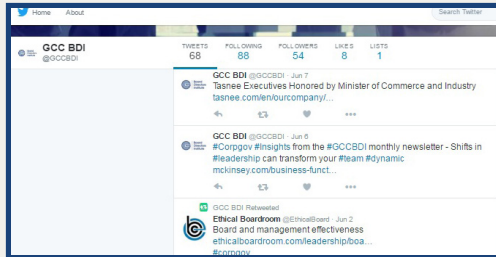 Home About Search Twitter
GCC BDI
@GCCBDI
TWEETS FOLLOWING FOLLOWERS LIKES LISTS
68 88 54 8 1
GCC BDI @GCCBDI · Jun 7
Tasnee Executives Honored by Minister of Commerce and Industry
tasnee.com/en/ourcompany/...
GCC BDI @GCCBDI · Jun 6
#Corpgov #Insights from the #GCCBDI monthly newsletter - Shifts in
#leadership can transform your #team #dynamic
mckinsey.com/business-funct...
GCC BDI Retweeted
Ethical Boardroom @EthicalBoard · Jun 2
Board and management effectiveness
ethicalboardroom.com/leadership/boa...
#corpgov